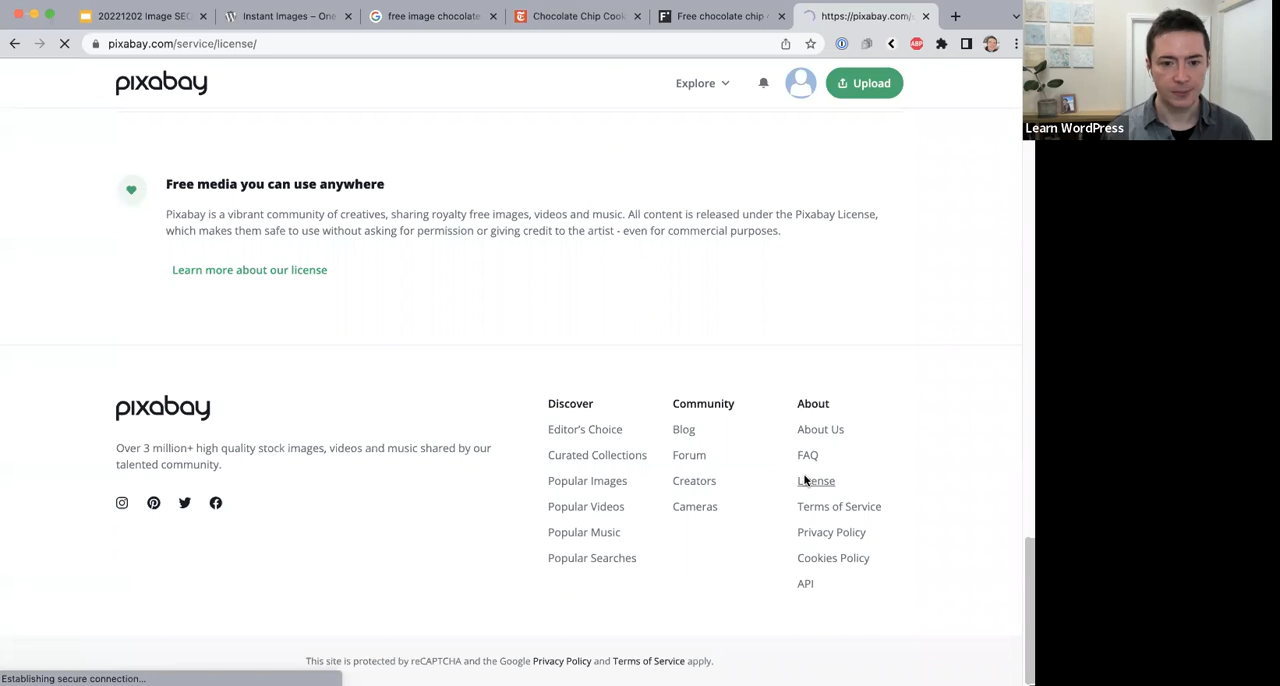 20221202 Image SEC
Instant Images – One
free image chocolate
Chocolate Chip Cook
Free chocolate chip
https://pixabay.com/s
pixabay.com/service/license/
ABP
pixabay
Explore
Upload
Learn WordPress
Free media you can use anywhere
Pixabay is a vibrant community of creatives, sharing royalty free images, videos and music. All content is released under the Pixabay License,
which makes them safe to use without asking for permission or giving credit to the artist - even for commercial purposes.
Learn more about our license
pixabay
Over 3 million+ high quality stock images, videos and music shared by our
talented community.
Discover
Editor's Choice
Curated Collections
Popular Images
Popular Videos
Popular Music
Popular Searches
Community
Blog
Forum
Creators
Cameras
About
About Us
FAQ
License
Terms of Service
Privacy Policy
Cookies Policy
API
This site is protected by reCAPTCHA and the Google Privacy Policy and Terms of Service apply.
Establishing secure connection...